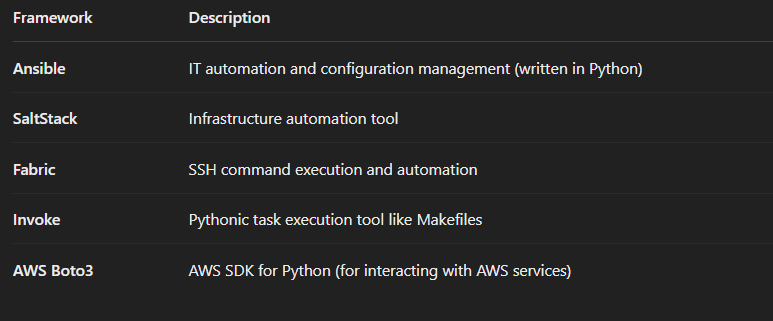 Framework Description
Ansible IT automation and configuration management (written in Python)
SaltStack Infrastructure automation tool
Fabric SSH command execution and automation
Invoke Pythonic task execution tool like Makefiles
AWS Boto3 AWS SDK for Python (for interacting with AWS services)